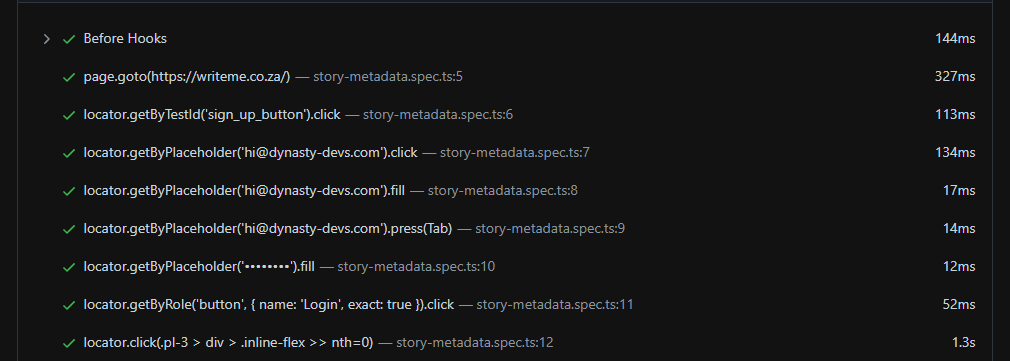 Before Hooks 144ms
page.goto(https://writeme.co.za/) — story-metadata.spec.ts:5 327ms
locator.getByTestId('sign_up_button').click — story-metadata.spec.ts:6 113ms
locator.getByPlaceholder('hi@dynasty-devs.com').click — story-metadata.spec.ts:7 134ms
locator.getByPlaceholder('hi@dynasty-devs.com').fill — story-metadata.spec.ts:8 17ms
locator.getByPlaceholder('hi@dynasty-devs.com').press(Tab) — story-metadata.spec.ts:9 14ms
locator.getByPlaceholder('••••••••').fill — story-metadata.spec.ts:10 12ms
locator.getByRole('button', { name: 'Login', exact: true }).click — story-metadata.spec.ts:11 52ms
locator.click(.pl-3 > div > .inline-flex >> nth=0) — story-metadata.spec.ts:12 1.3s